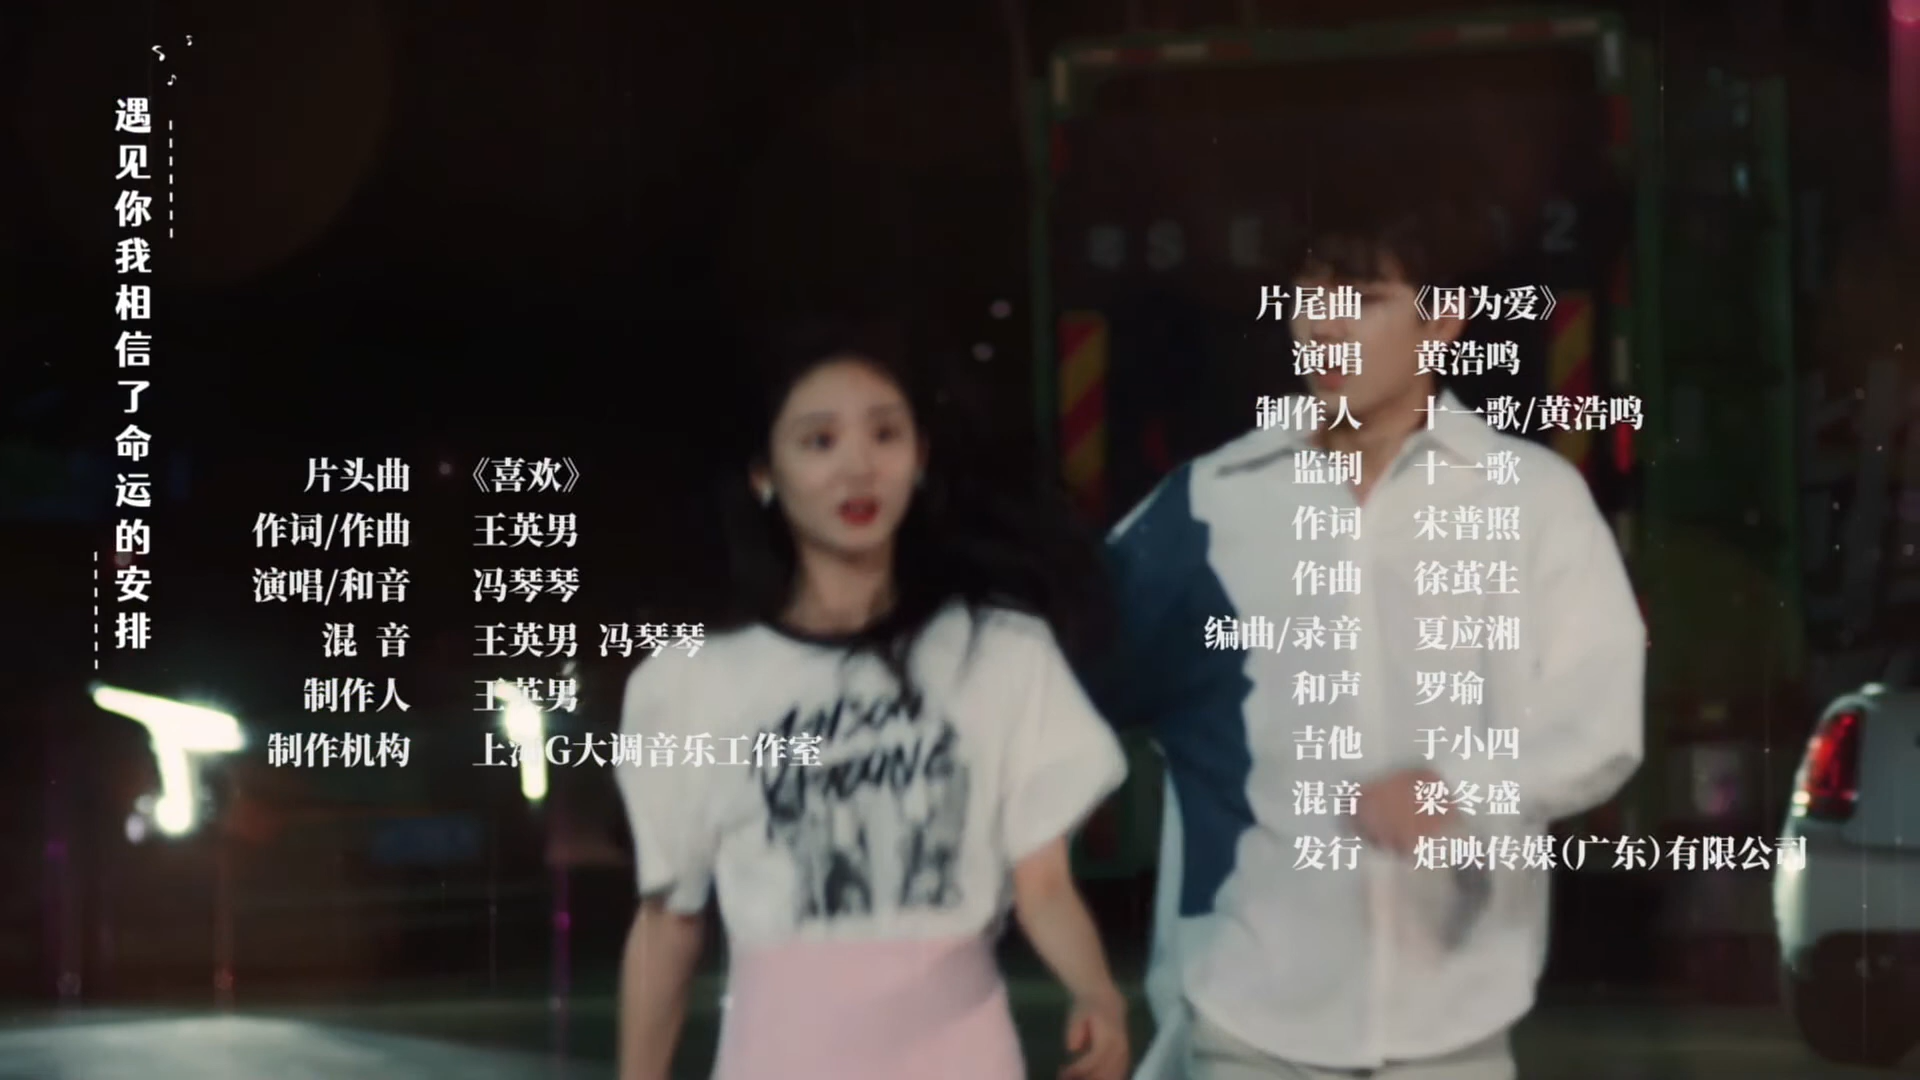 遇见你我相信了命运的安排
片头曲 《喜欢》
作词/作曲 王英男
演唱/和音 冯琴琴
混 音 王英男 冯琴琴
制作人 王英男
制作机构 上海G大调音乐工作室
片尾曲 《因为爱》
演唱 黄浩鸣
制作人 十一歌/黄浩鸣
监制 十一歌
作词 宋普照
作曲 徐茧生
编曲/录音 夏应湘
和声 罗瑜
吉他 于小四
混音 梁冬盛
发行 炬映传媒(广东)有限公司
MAISON